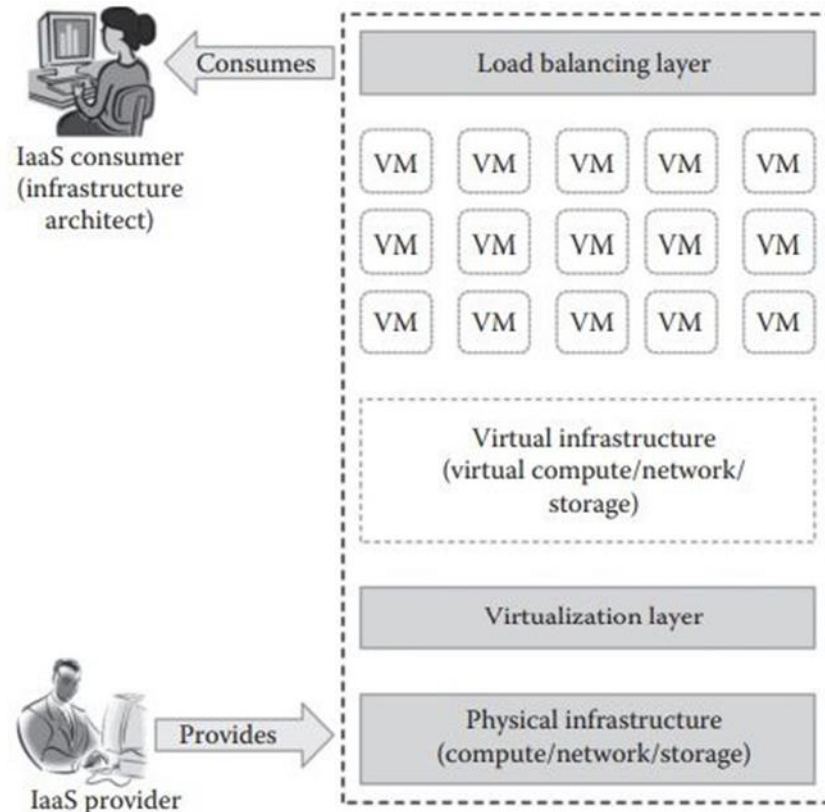 Consumes
Load balancing layer
IaaS consumer
(infrastructure
architect)
VM VM VM VM VM
VM VM VM VM VM
VM VM VM VM VM
Virtual infrastructure
(virtual compute/network/
storage)
Virtualization layer
Provides
Physical infrastructure
(compute/network/storage)
IaaS provider